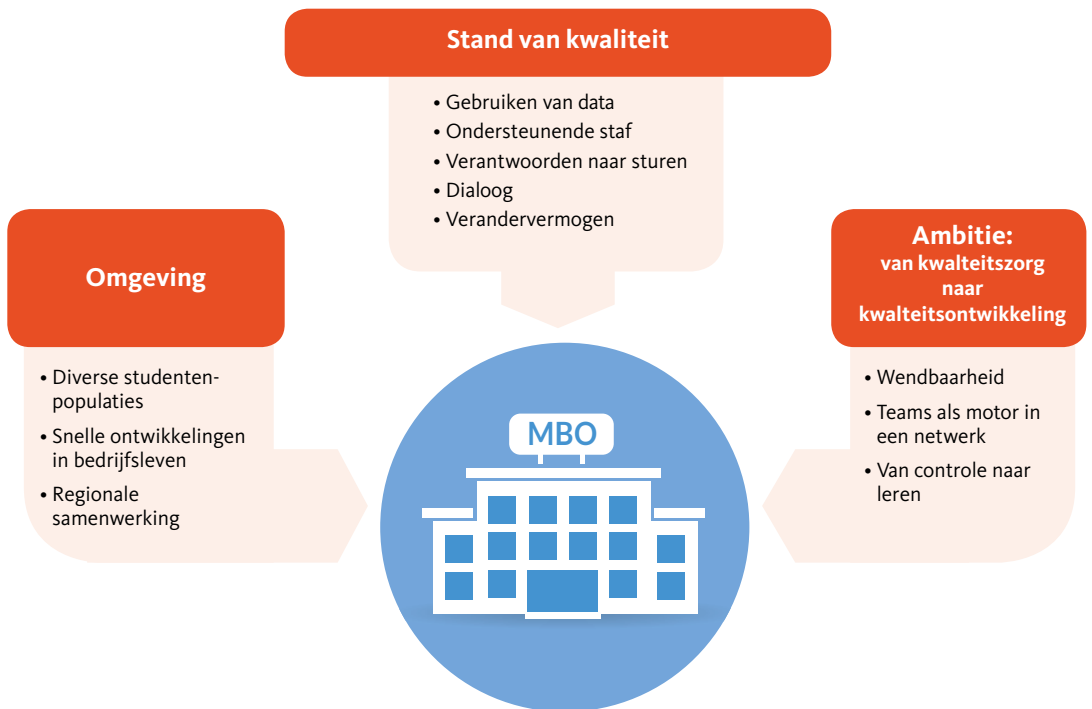 Stand van kwaliteit
• Gebruiken van data
• Ondersteunende staf
• Verantwoorden naar sturen
• Dialoog
• Verandervermogen
Omgeving
• Diverse studenten-
populaties
• Snelle ontwikkelingen
in bedrijfsleven
• Regionale
samenwerking
Ambitie:
van kwalteitszorg
naar
kwalteitsontwikkeling
• Wendbaarheid
• Teams als motor in
een netwerk
• Van controle naar
leren
MBO